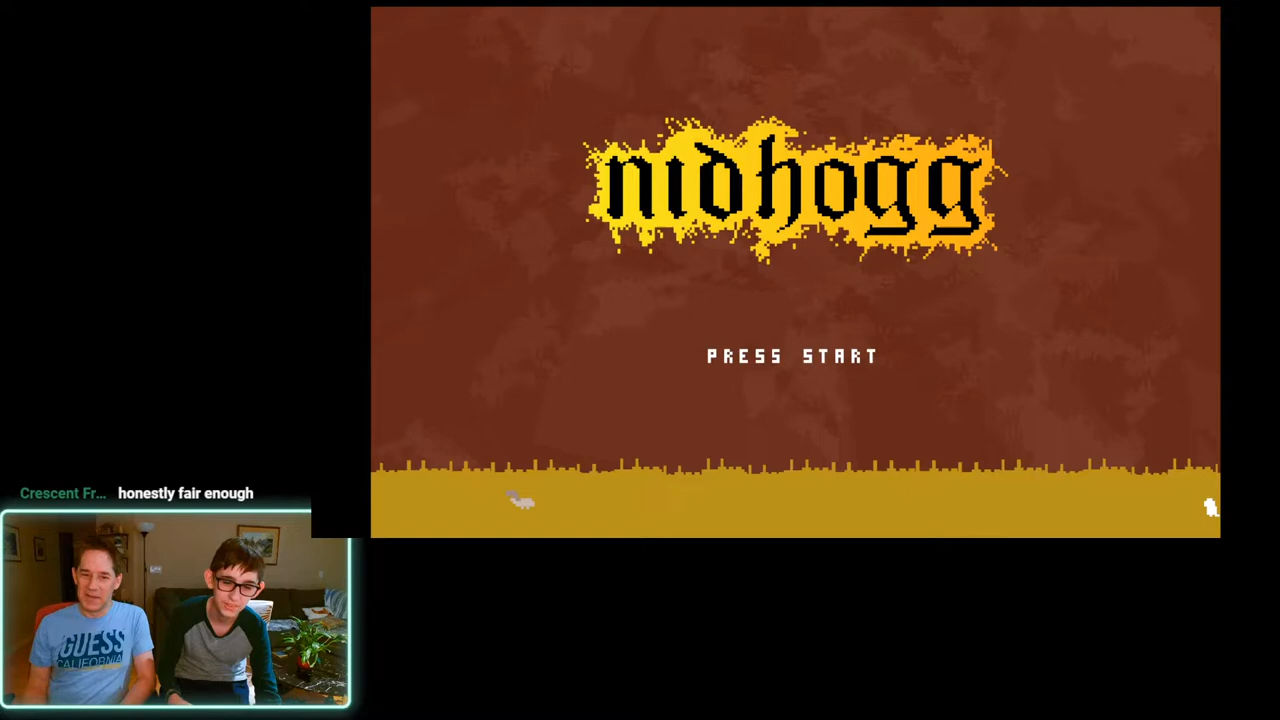 nidhogg
PRESS START
Crescent Fr... honestly fair enough
GUESS
CALIFORNIA